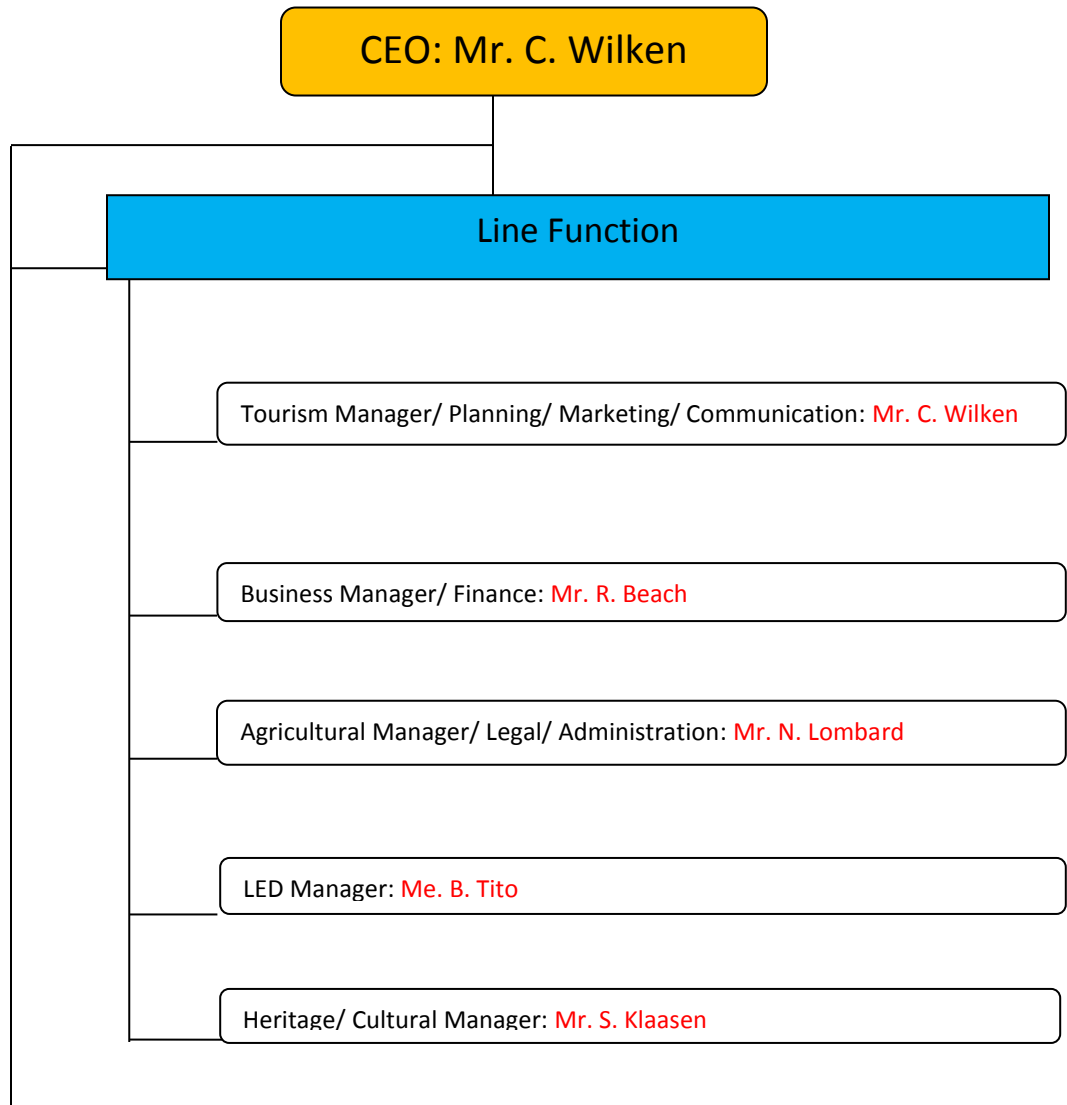 CEO: Mr. C. Wilken
Line Function
Tourism Manager/ Planning/ Marketing/ Communication: Mr. C. Wilken
Business Manager/ Finance: Mr. R. Beach
Agricultural Manager/ Legal/ Administration: Mr. N. Lombard
LED Manager: Me. B. Tito
Heritage/ Cultural Manager: Mr. S. Klaasen